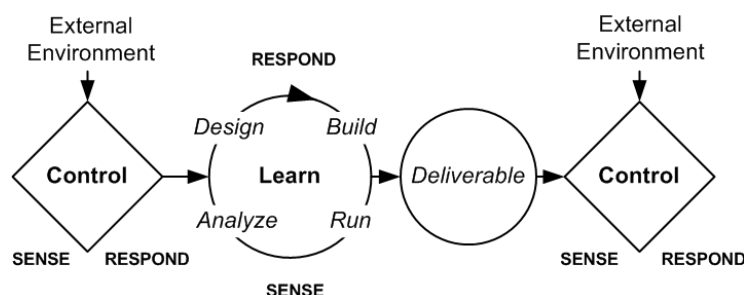 External
Environment
External
Environment
RESPOND
Design
Build
Control
Learn
Deliverable
Control
Analyze
Run
SENSE
RESPOND
SENSE
RESPOND
SENSE